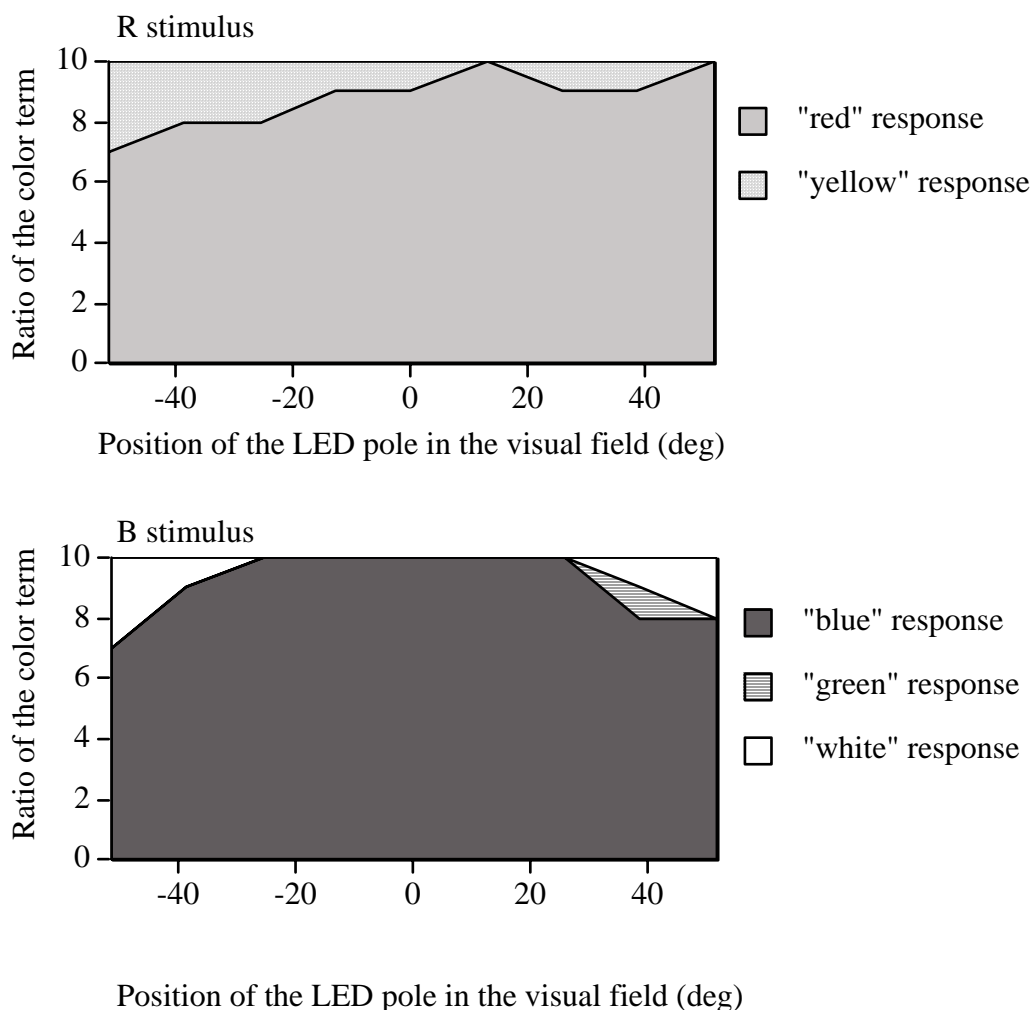 R stimulus
Ratio of the color term
10
8
6
4
2
0
-40 -20 0 20 40
Position of the LED pole in the visual field (deg)
"red" response
"yellow" response
B stimulus
Ratio of the color term
10
8
6
4
2
0
-40 -20 0 20 40
Position of the LED pole in the visual field (deg)
"blue" response
"green" response
"white" response